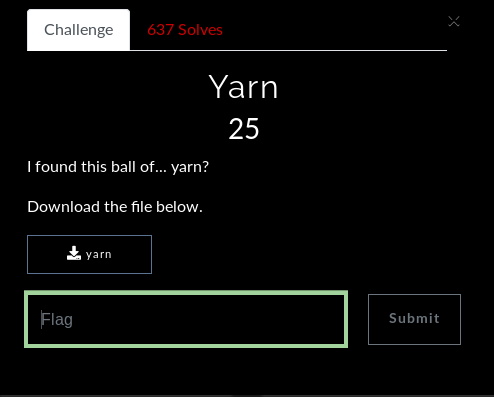 Challenge 637 Solves ×
Yarn
25
I found this ball of... yarn?
Download the file below.
yarn
Flag Submit